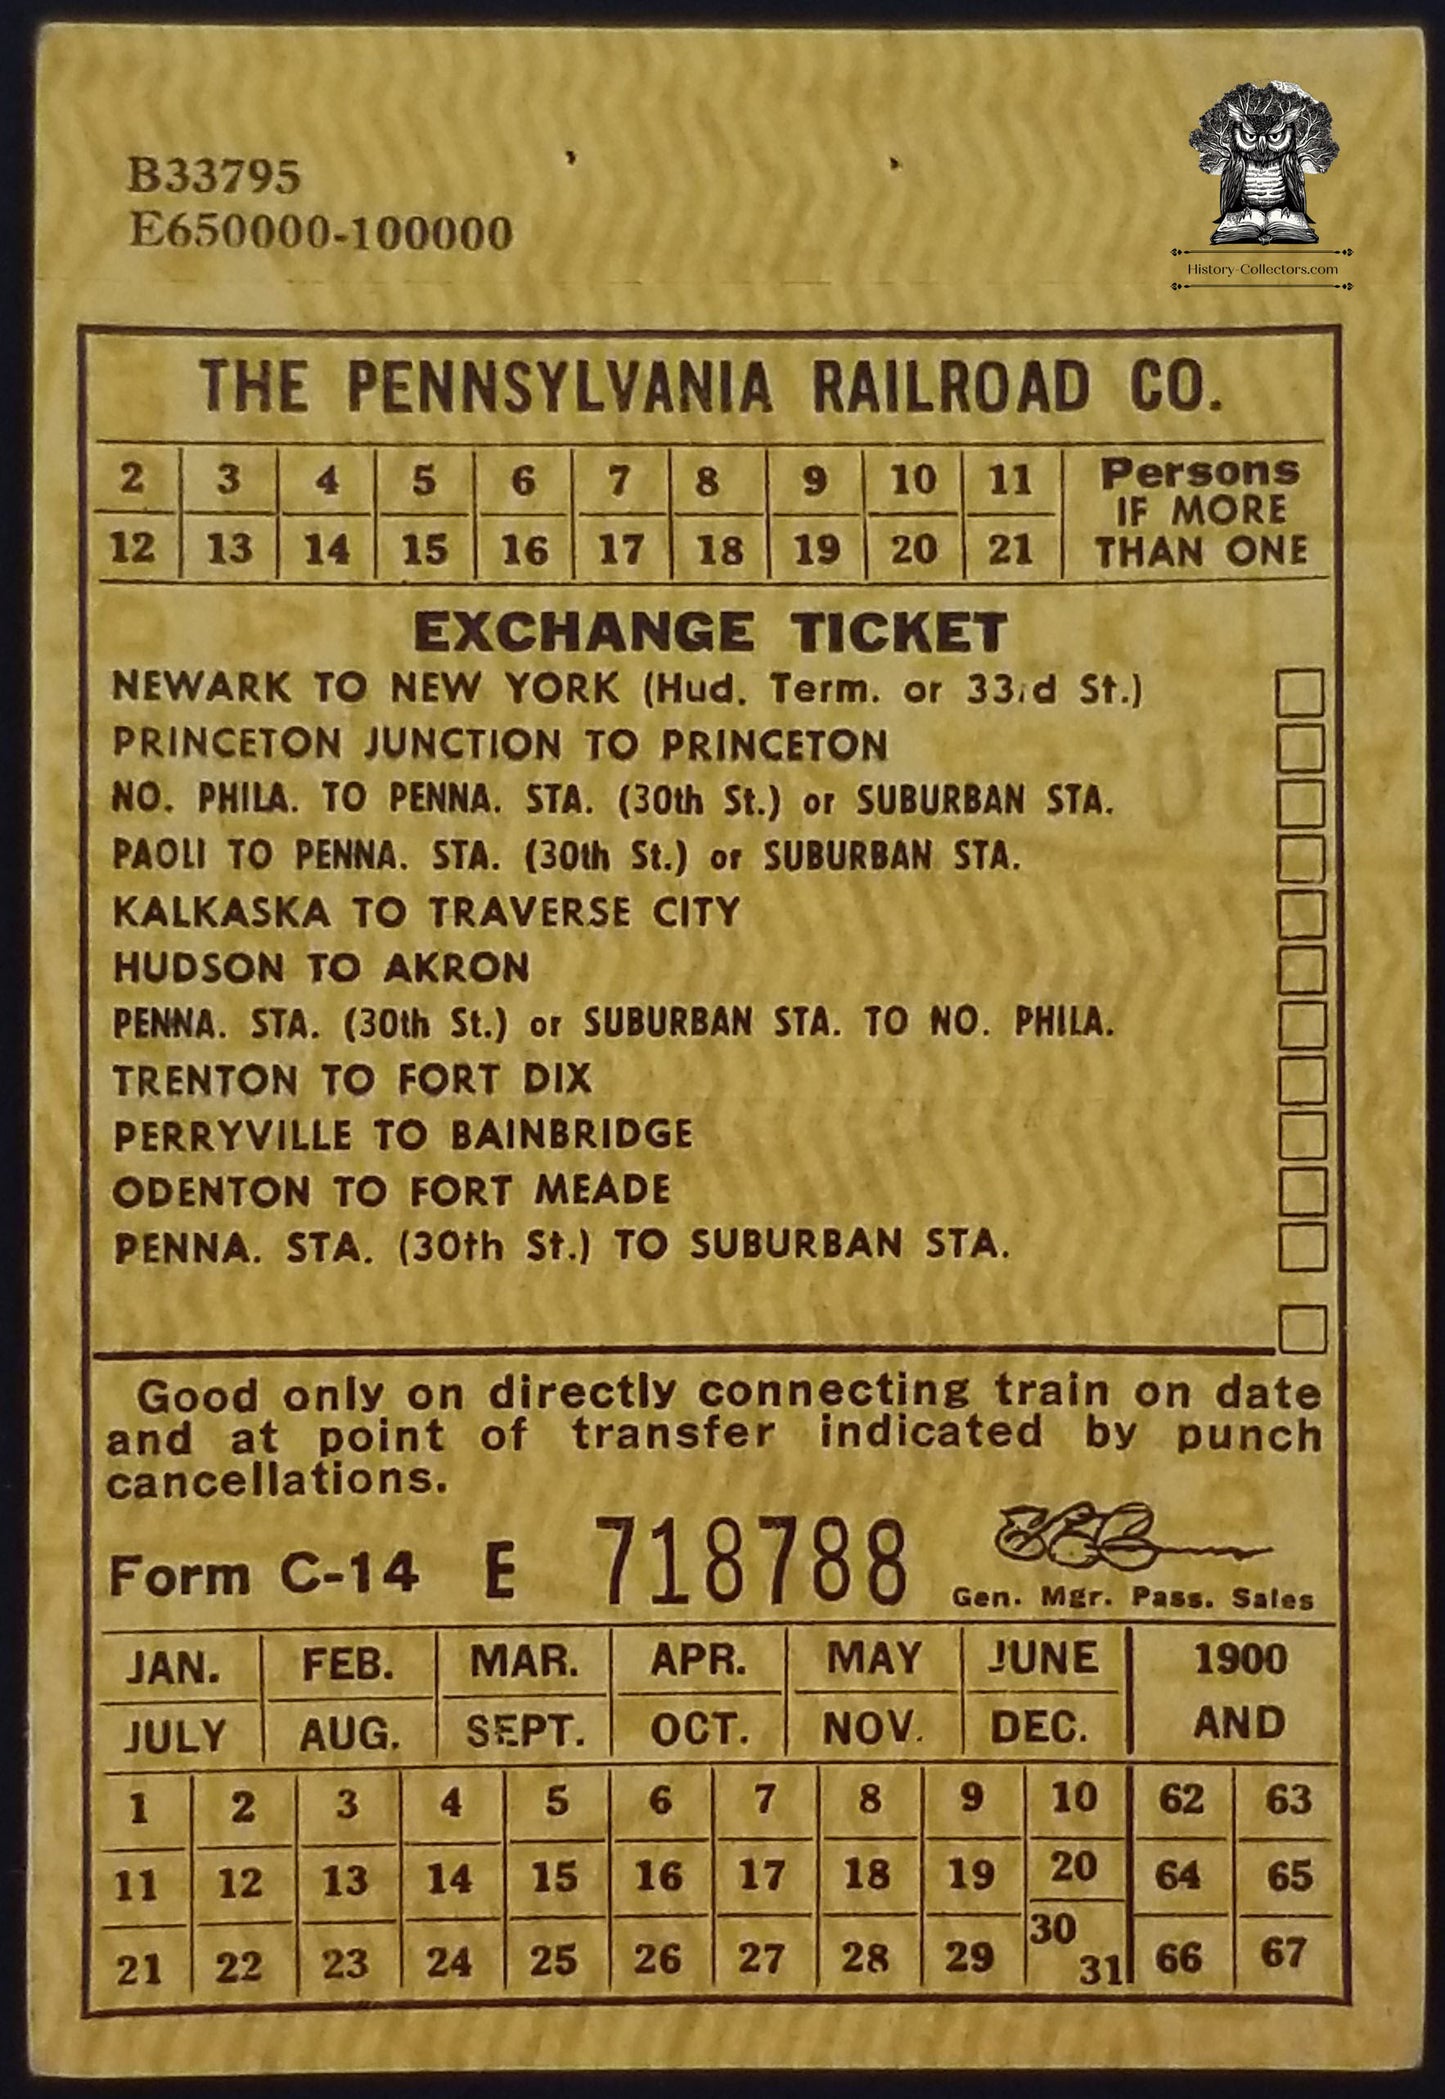 B33795
E650000-100000
History-Collectors.com
THE PENNSYLVANIA RAILROAD CO.
2 3 4 5 6 7 8 9 10 11 Persons
IF MORE
12 13 14 15 16 17 18 19 20 21 THAN ONE
EXCHANGE TICKET
NEWARK TO NEW YORK (Hud. Term. or 33rd St.)
PRINCETON JUNCTION TO PRINCETON
NO. PHILA. TO PENNA. STA. (30th St.) or SUBURBAN STA.
PAOLI TO PENNA. STA. (30th St.) or SUBURBAN STA.
KALKASKA TO TRAVERSE CITY
HUDSON TO AKRON
PENNA. STA. (30th St.) or SUBURBAN STA. TO NO. PHILA.
TRENTON TO FORT DIX
PERRYVILLE TO BAINBRIDGE
ODENTON TO FORT MEADE
PENNA. STA. (30th St.) TO SUBURBAN STA.
Good only on directly connecting train on date
and at point of transfer indicated by punch
cancellations.
Form C-14 E 718788
Gen. Mgr. Pass. Sales
JAN. FEB. MAR. APR. MAY JUNE 1900
JULY AUG. SEPT. OCT. NOV. DEC. AND
1 2 3 4 5 6 7 8 9 10 62 63
11 12 13 14 15 16 17 18 19 20 64 65
21 22 23 24 25 26 27 28 29 30 31 66 67